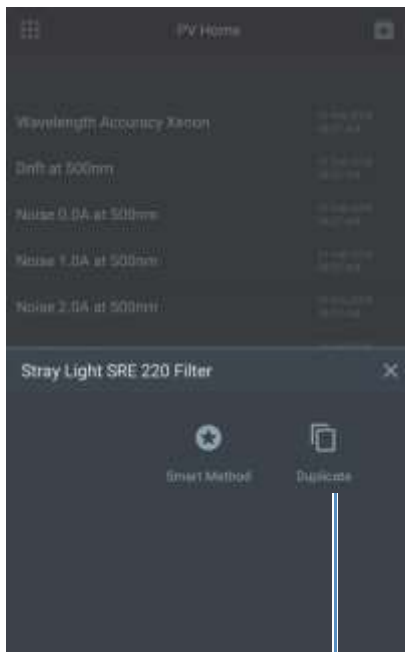 PV Home
Wavelength Accuracy Xenon
Drift at 500nm
Noise 0.0A at 500nm
Noise 1.0A at 500nm
Noise 2.0A at 500nm
Stray Light SRE 220 Filter
Smart Method Duplicate